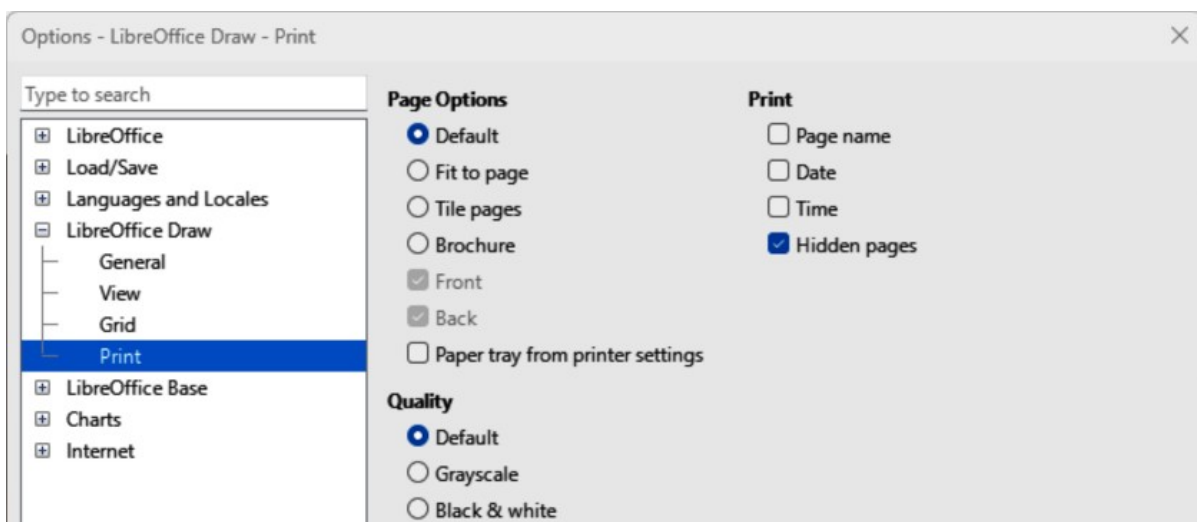 Options - LibreOffice Draw - Print
Type to search
LibreOffice
Load/Save
Languages and Locales
LibreOffice Draw
General
View
Grid
Print
LibreOffice Base
Charts
Internet
Page Options
Default
Fit to page
Tile pages
Brochure
Front
Back
Paper tray from printer settings
Quality
Default
Grayscale
Black & white
Print
Page name
Date
Time
Hidden pages